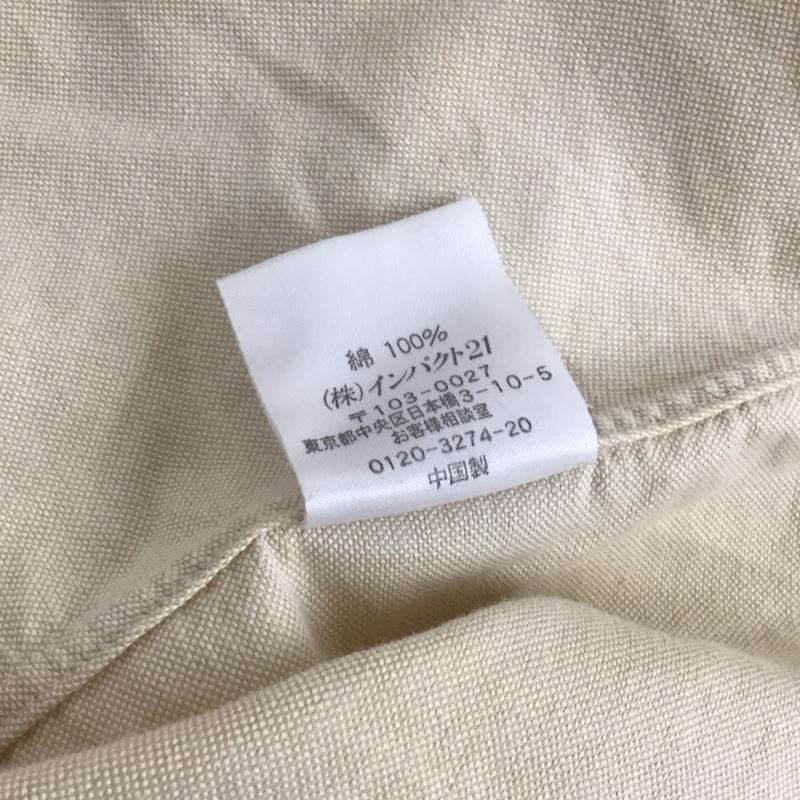 綿 100%
(株)インパクト21
〒103-0027
東京都中央区日本橋3-10-5
お客様相談室
0120-3274-20
中国製